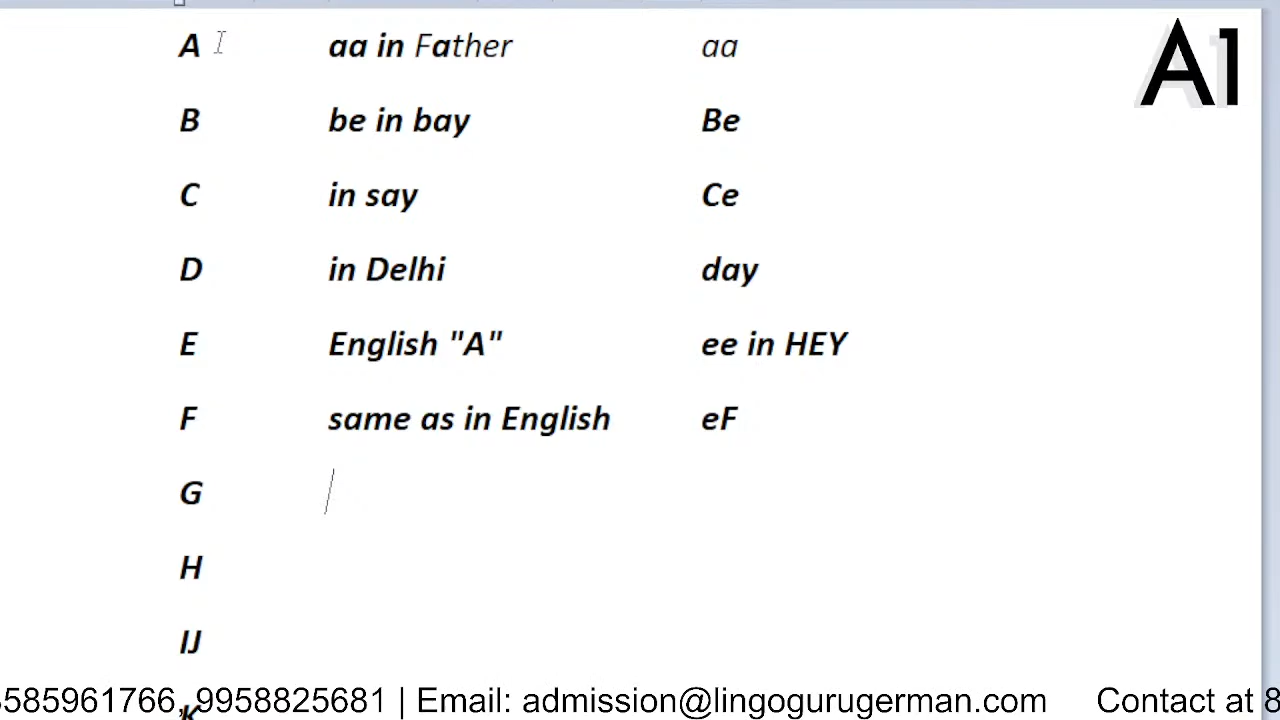 A aa in Father aa
A1
B be in bay Be
C in say Ce
D in Delhi day
E English "A" ee in HEY
F same as in English eF
G
H
IJ
K
585961766, 9958825681 | Email: admission@lingogurugerman.com Contact at 8